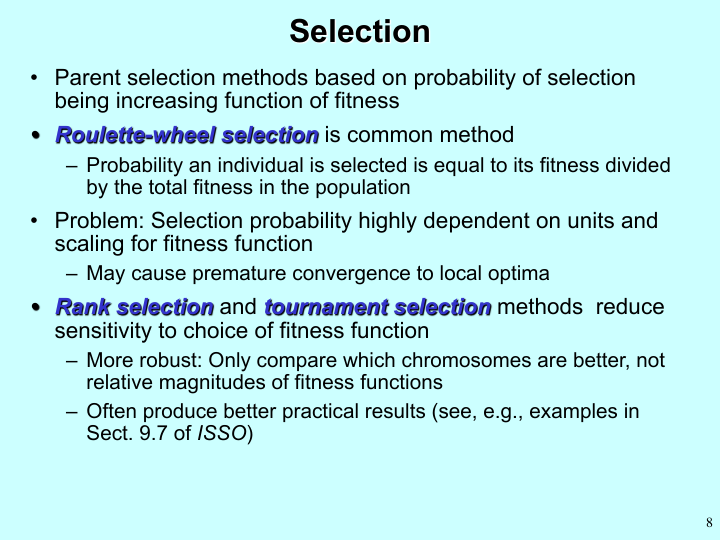 Selection
• Parent selection methods based on probability of selection
being increasing function of fitness
• Roulette-wheel selection is common method
– Probability an individual is selected is equal to its fitness divided
by the total fitness in the population
• Problem: Selection probability highly dependent on units and
scaling for fitness function
– May cause premature convergence to local optima
• Rank selection and tournament selection methods  reduce
sensitivity to choice of fitness function
– More robust: Only compare which chromosomes are better, not
relative magnitudes of fitness functions
– Often produce better practical results (see, e.g., examples in
Sect. 9.7 of ISSO)
8